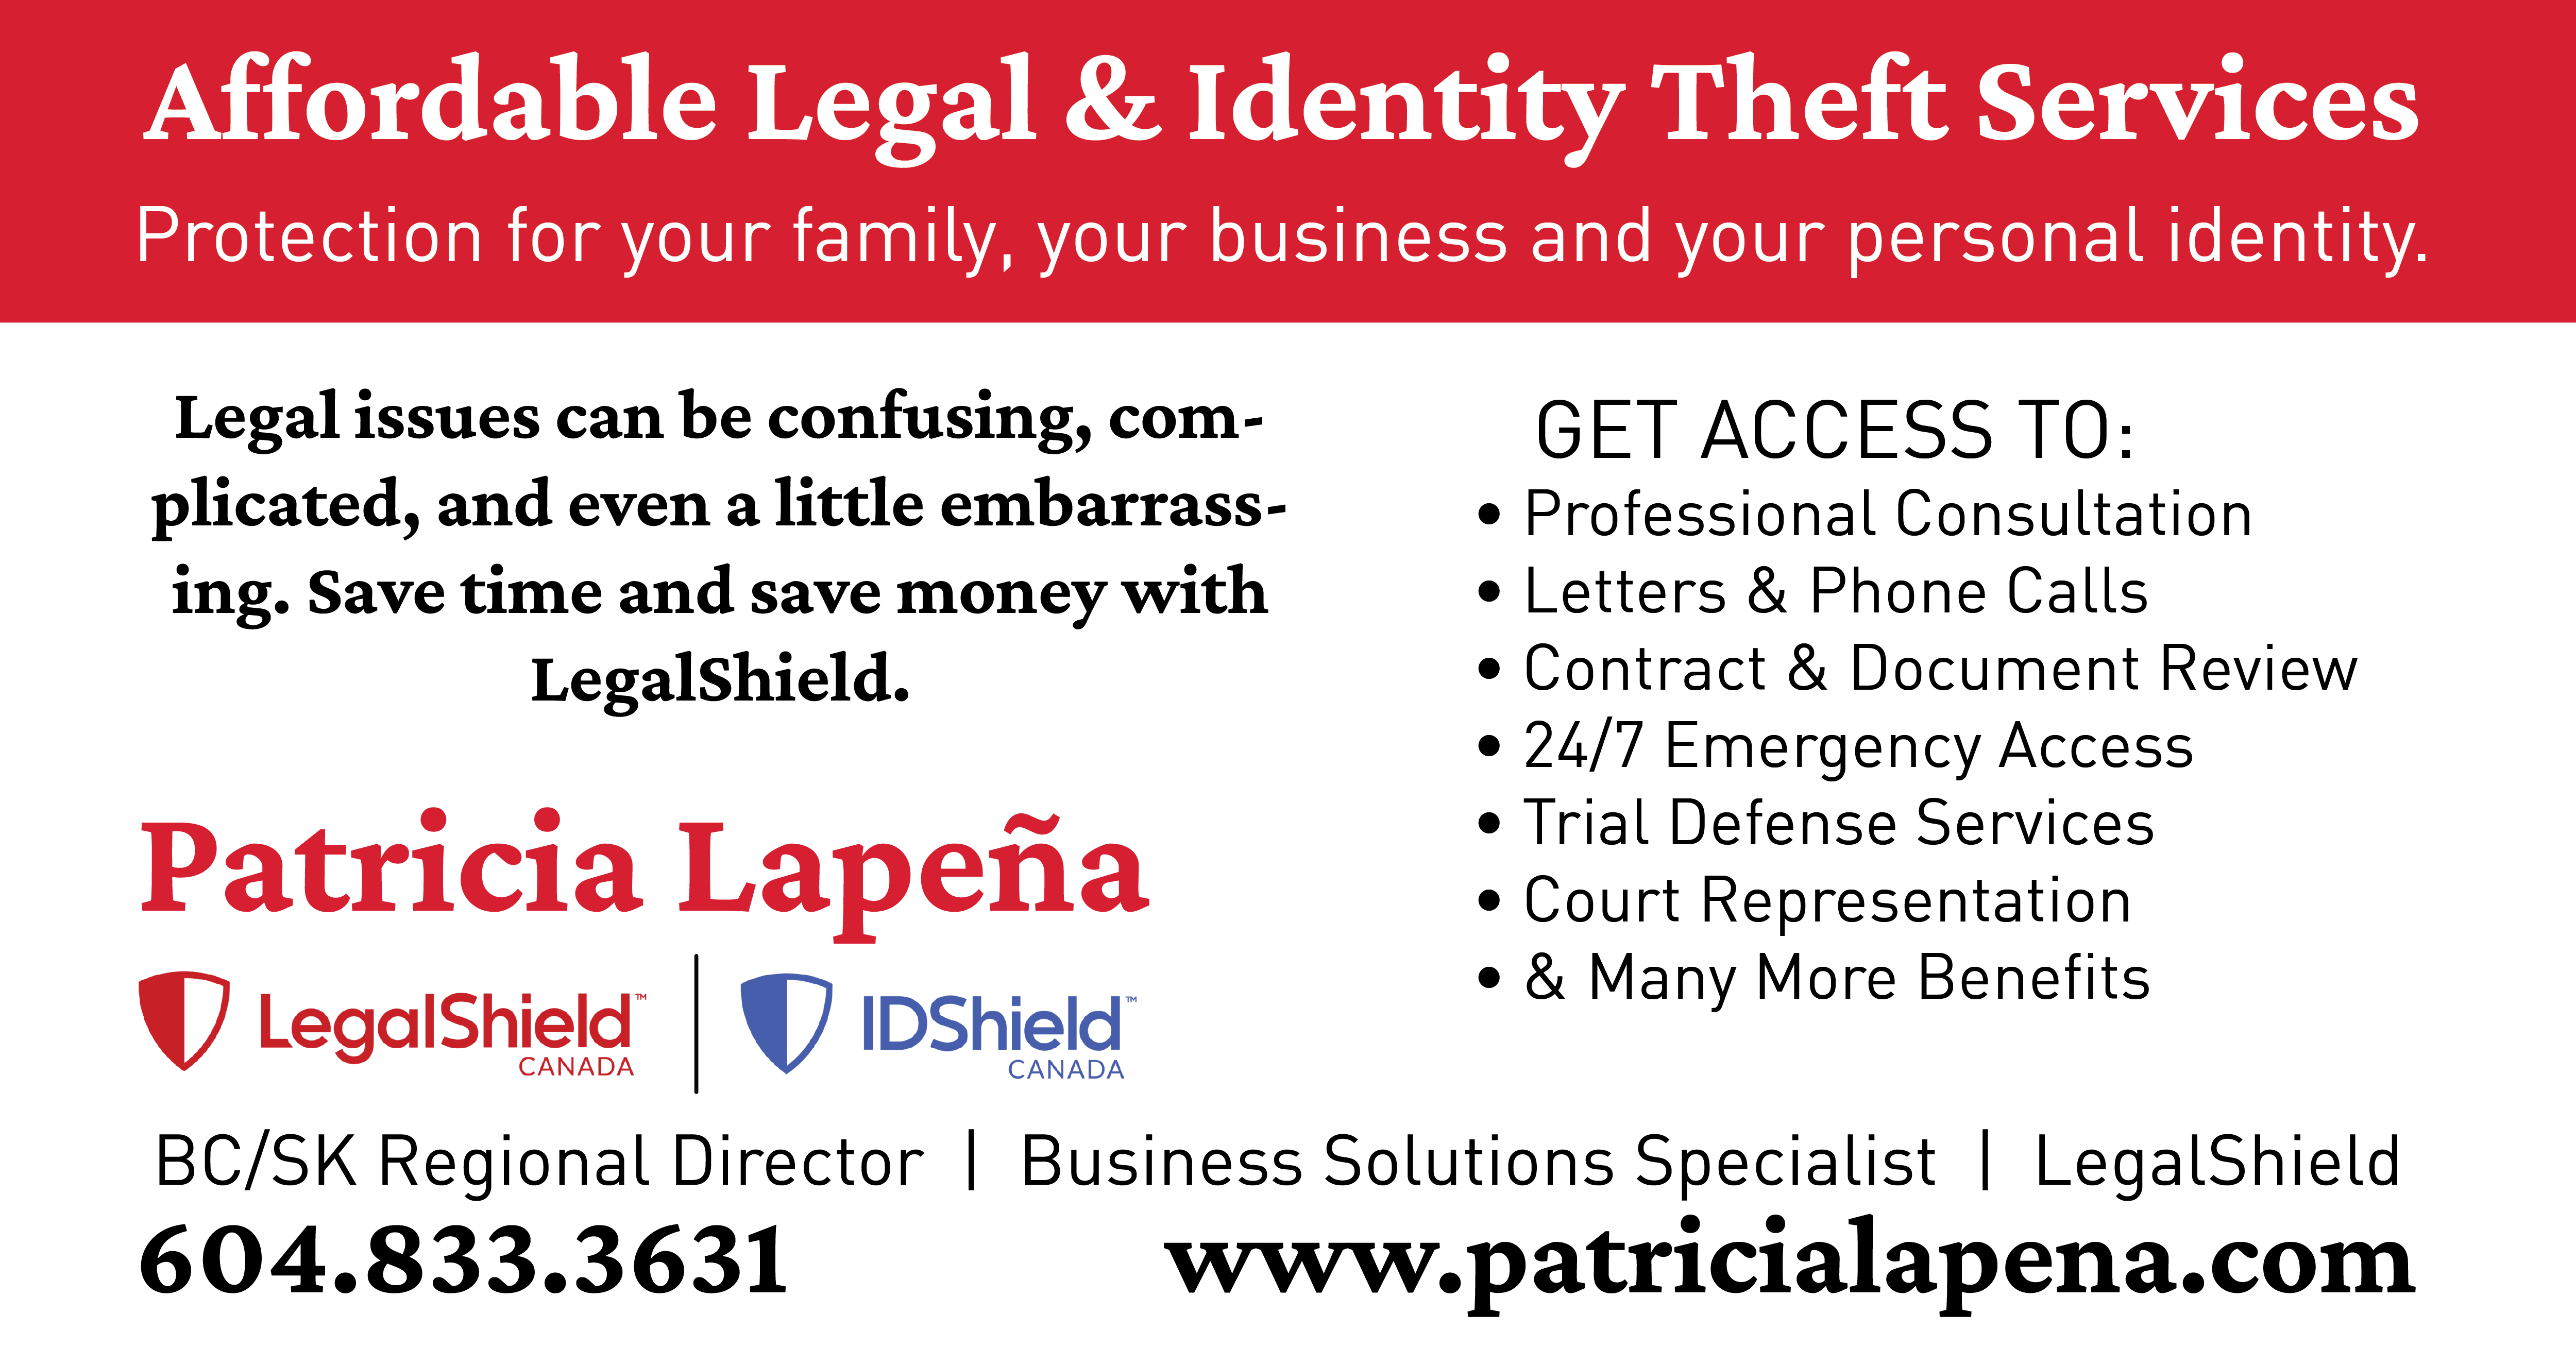 Affordable Legal & Identity Theft Services
Protection for your family, your business and your personal identity.
Legal issues can be confusing, com-
plicated, and even a little embarrass-
ing. Save time and save money with
LegalShield.
GET ACCESS TO:
• Professional Consultation
• Letters & Phone Calls
• Contract & Document Review
• 24/7 Emergency Access
• Trial Defense Services
• Court Representation
• & Many More Benefits
Patricia Lapeña
LegalShield™
CANADA
IDShield™
CANADA
BC/SK Regional Director | Business Solutions Specialist | LegalShield
604.833.3631
www.patricialapena.com